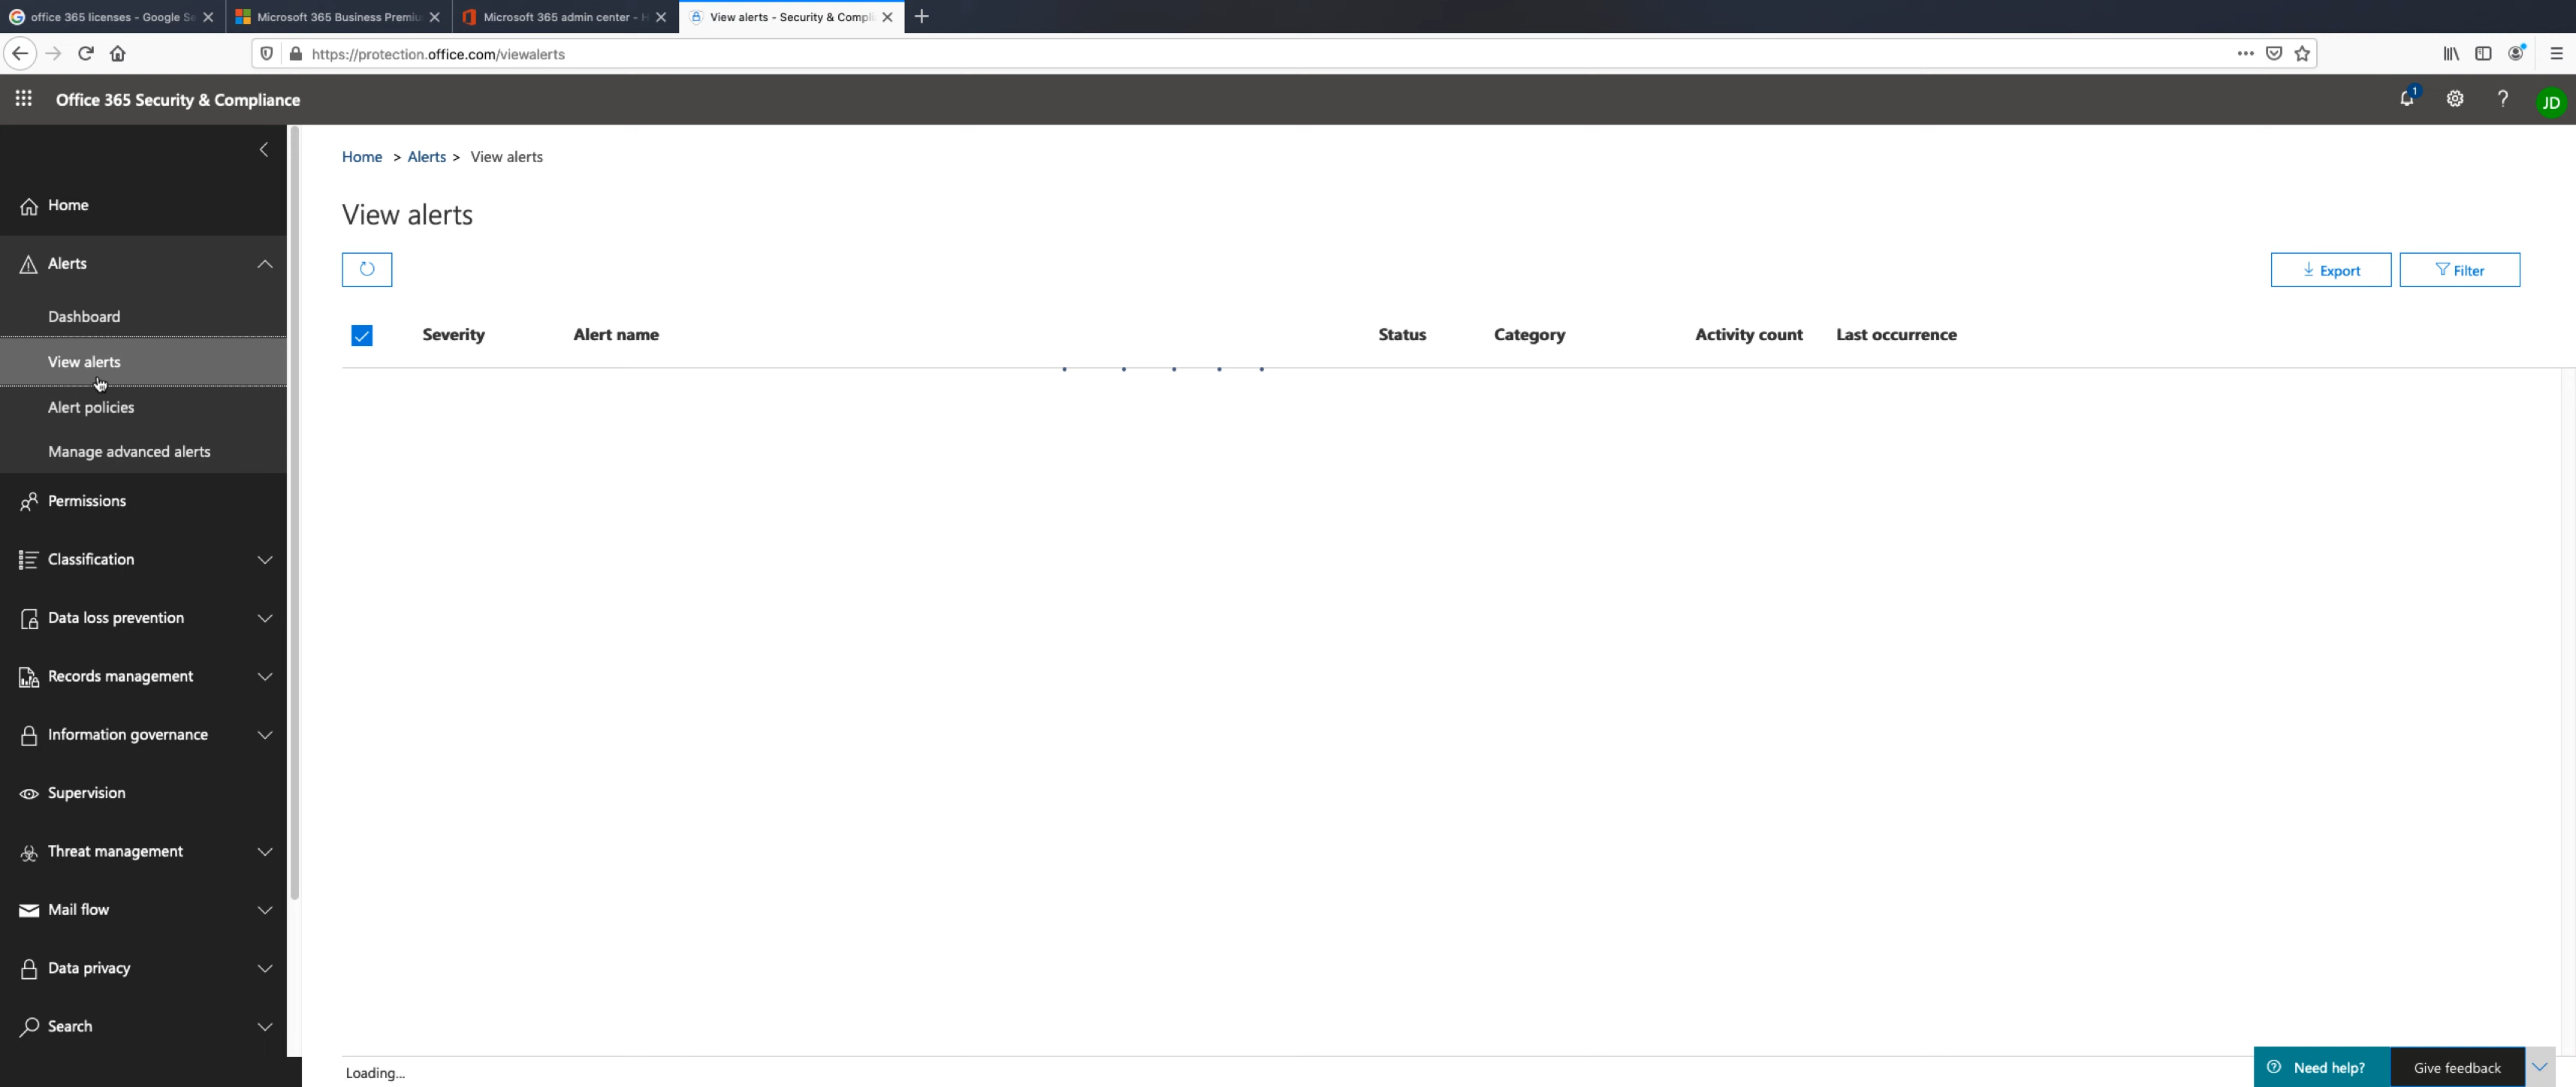 office 365 licenses - Google Se
Microsoft 365 Business Premiu
Microsoft 365 admin center - H
View alerts - Security & Compli
https://protection.office.com/viewalerts
Office 365 Security & Compliance
1
?
JD
Home > Alerts > View alerts
Home
View alerts
Alerts
Export
Filter
Dashboard
Severity Alert name Status Category Activity count Last occurrence
View alerts
Alert policies
Manage advanced alerts
Permissions
Classification
Data loss prevention
Records management
Information governance
Supervision
Threat management
Mail flow
Data privacy
Search
Loading...
Need help?
Give feedback